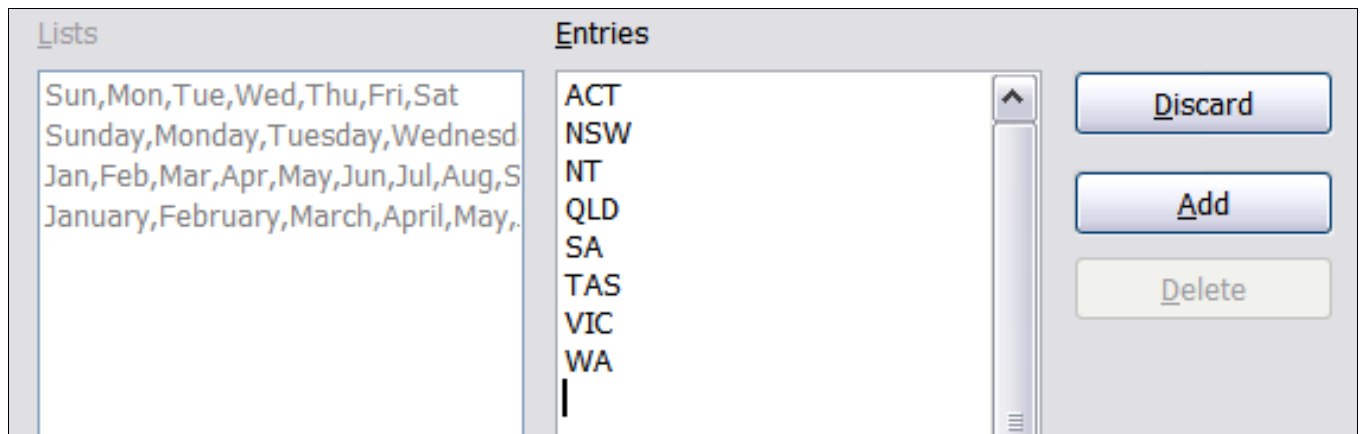 Lists
Entries
Sun,Mon,Tue,Wed,Thu,Fri,Sat
Sunday,Monday,Tuesday,Wednesd
Jan,Feb,Mar,Apr,May,Jun,Jul,Aug,S
January,February,March,April,May,.
ACT
NSW
NT
QLD
SA
TAS
VIC
WA
Discard
Add
Delete